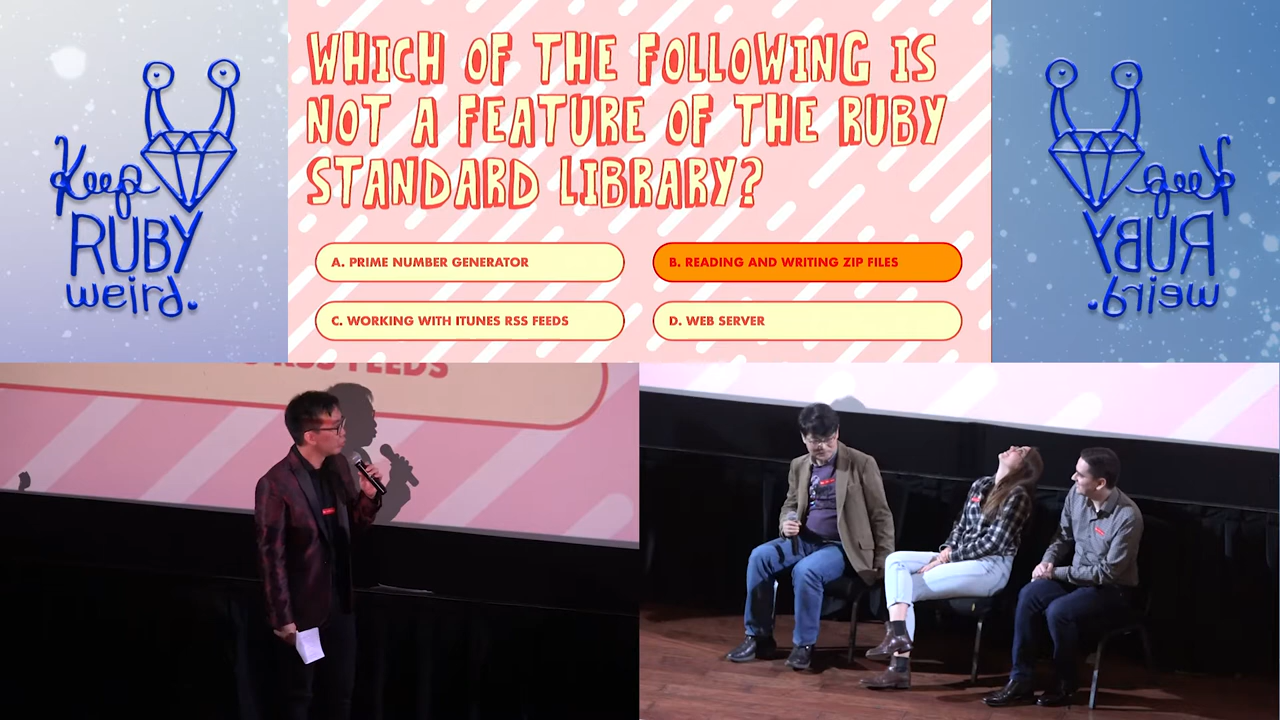 Keep
RUBY
weird.
WHICH OF THE FOLLOWING IS
NOT A FEATURE OF THE RUBY
STANDARD LIBRARY?
A. PRIME NUMBER GENERATOR
B. READING AND WRITING ZIP FILES
C. WORKING WITH ITUNES RSS FEEDS
D. WEB SERVER
Keep
RUBY
weird.
RSS FEEDS